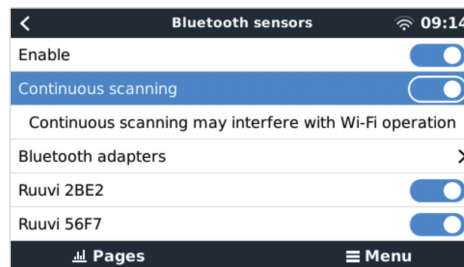 Bluetooth sensors 09:14
Enable
Continuous scanning
Continuous scanning may interfere with Wi-Fi operation
Bluetooth adapters
Ruuvi 2BE2
Ruuvi 56F7
Pages Menu